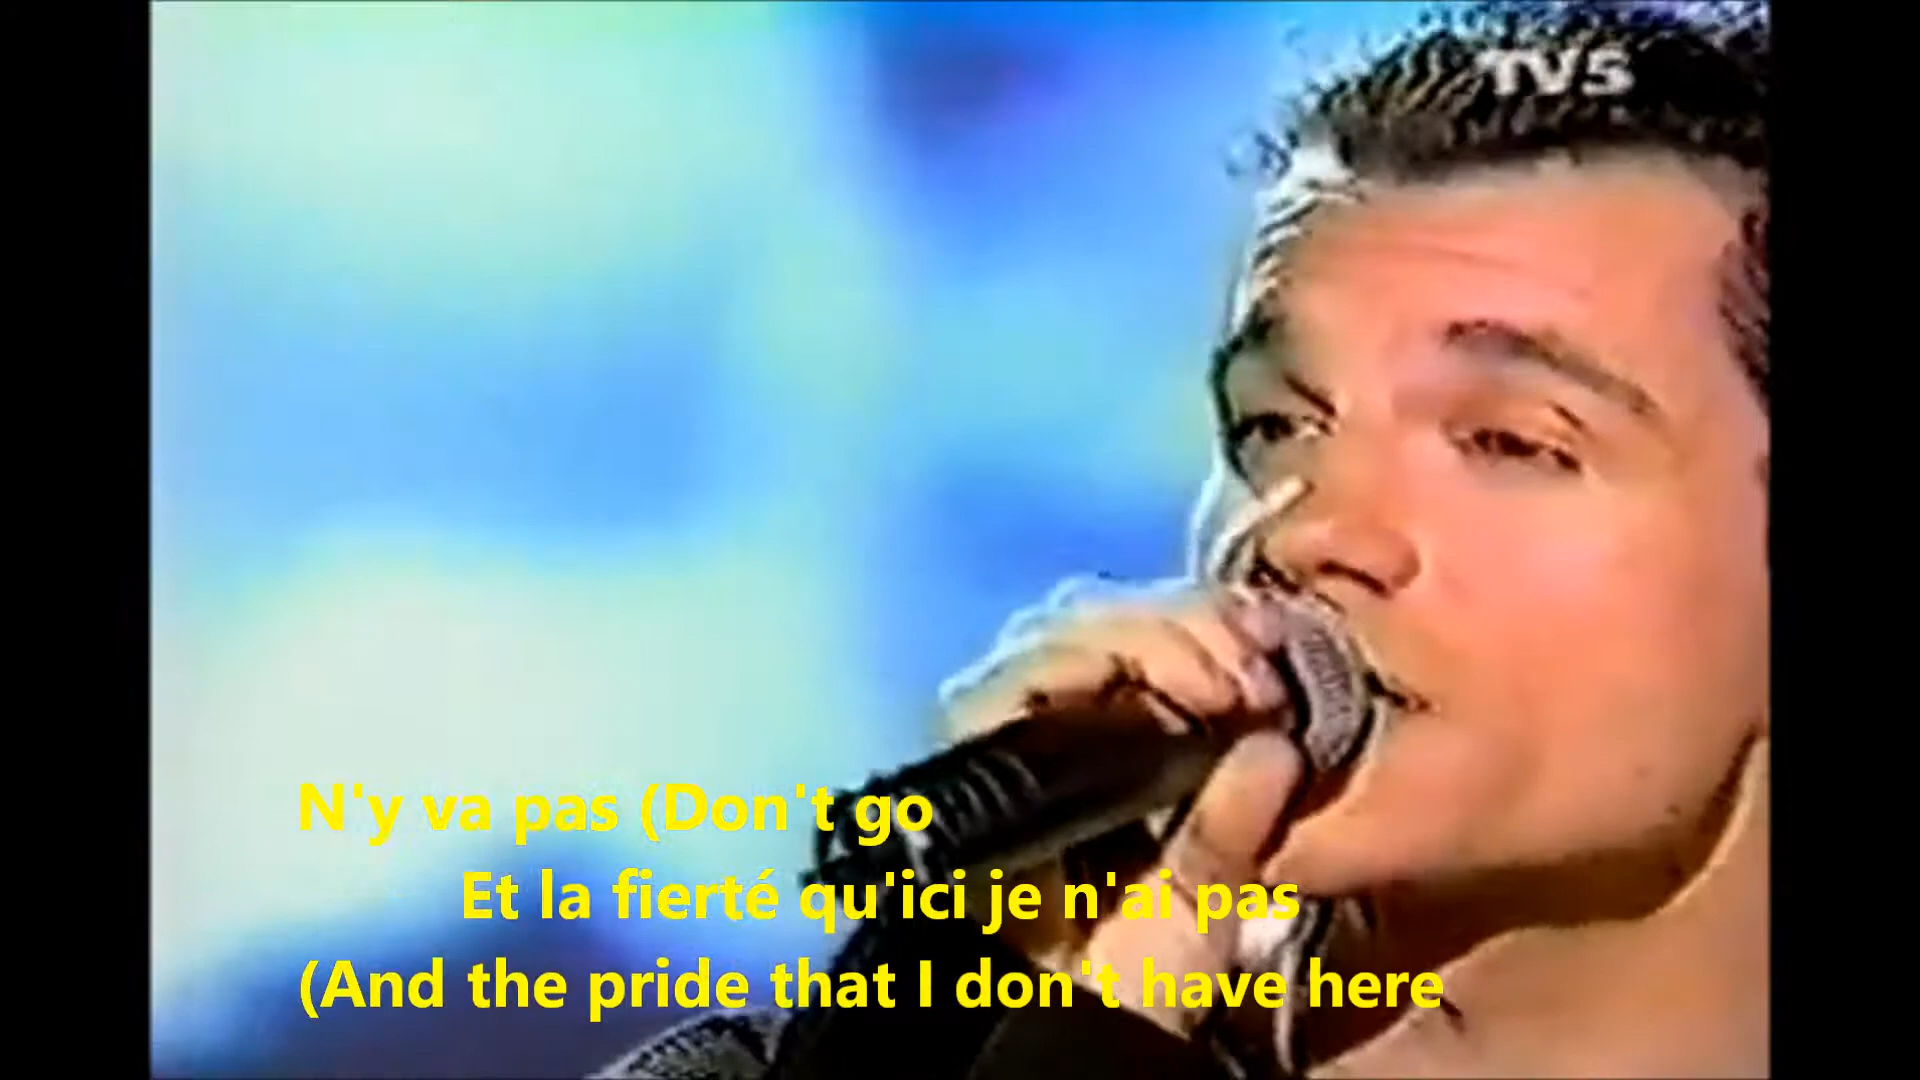 TV5
N'y va pas (Don't go
Et la fierté qu'ici je n'ai pas
(And the pride that I don't have here